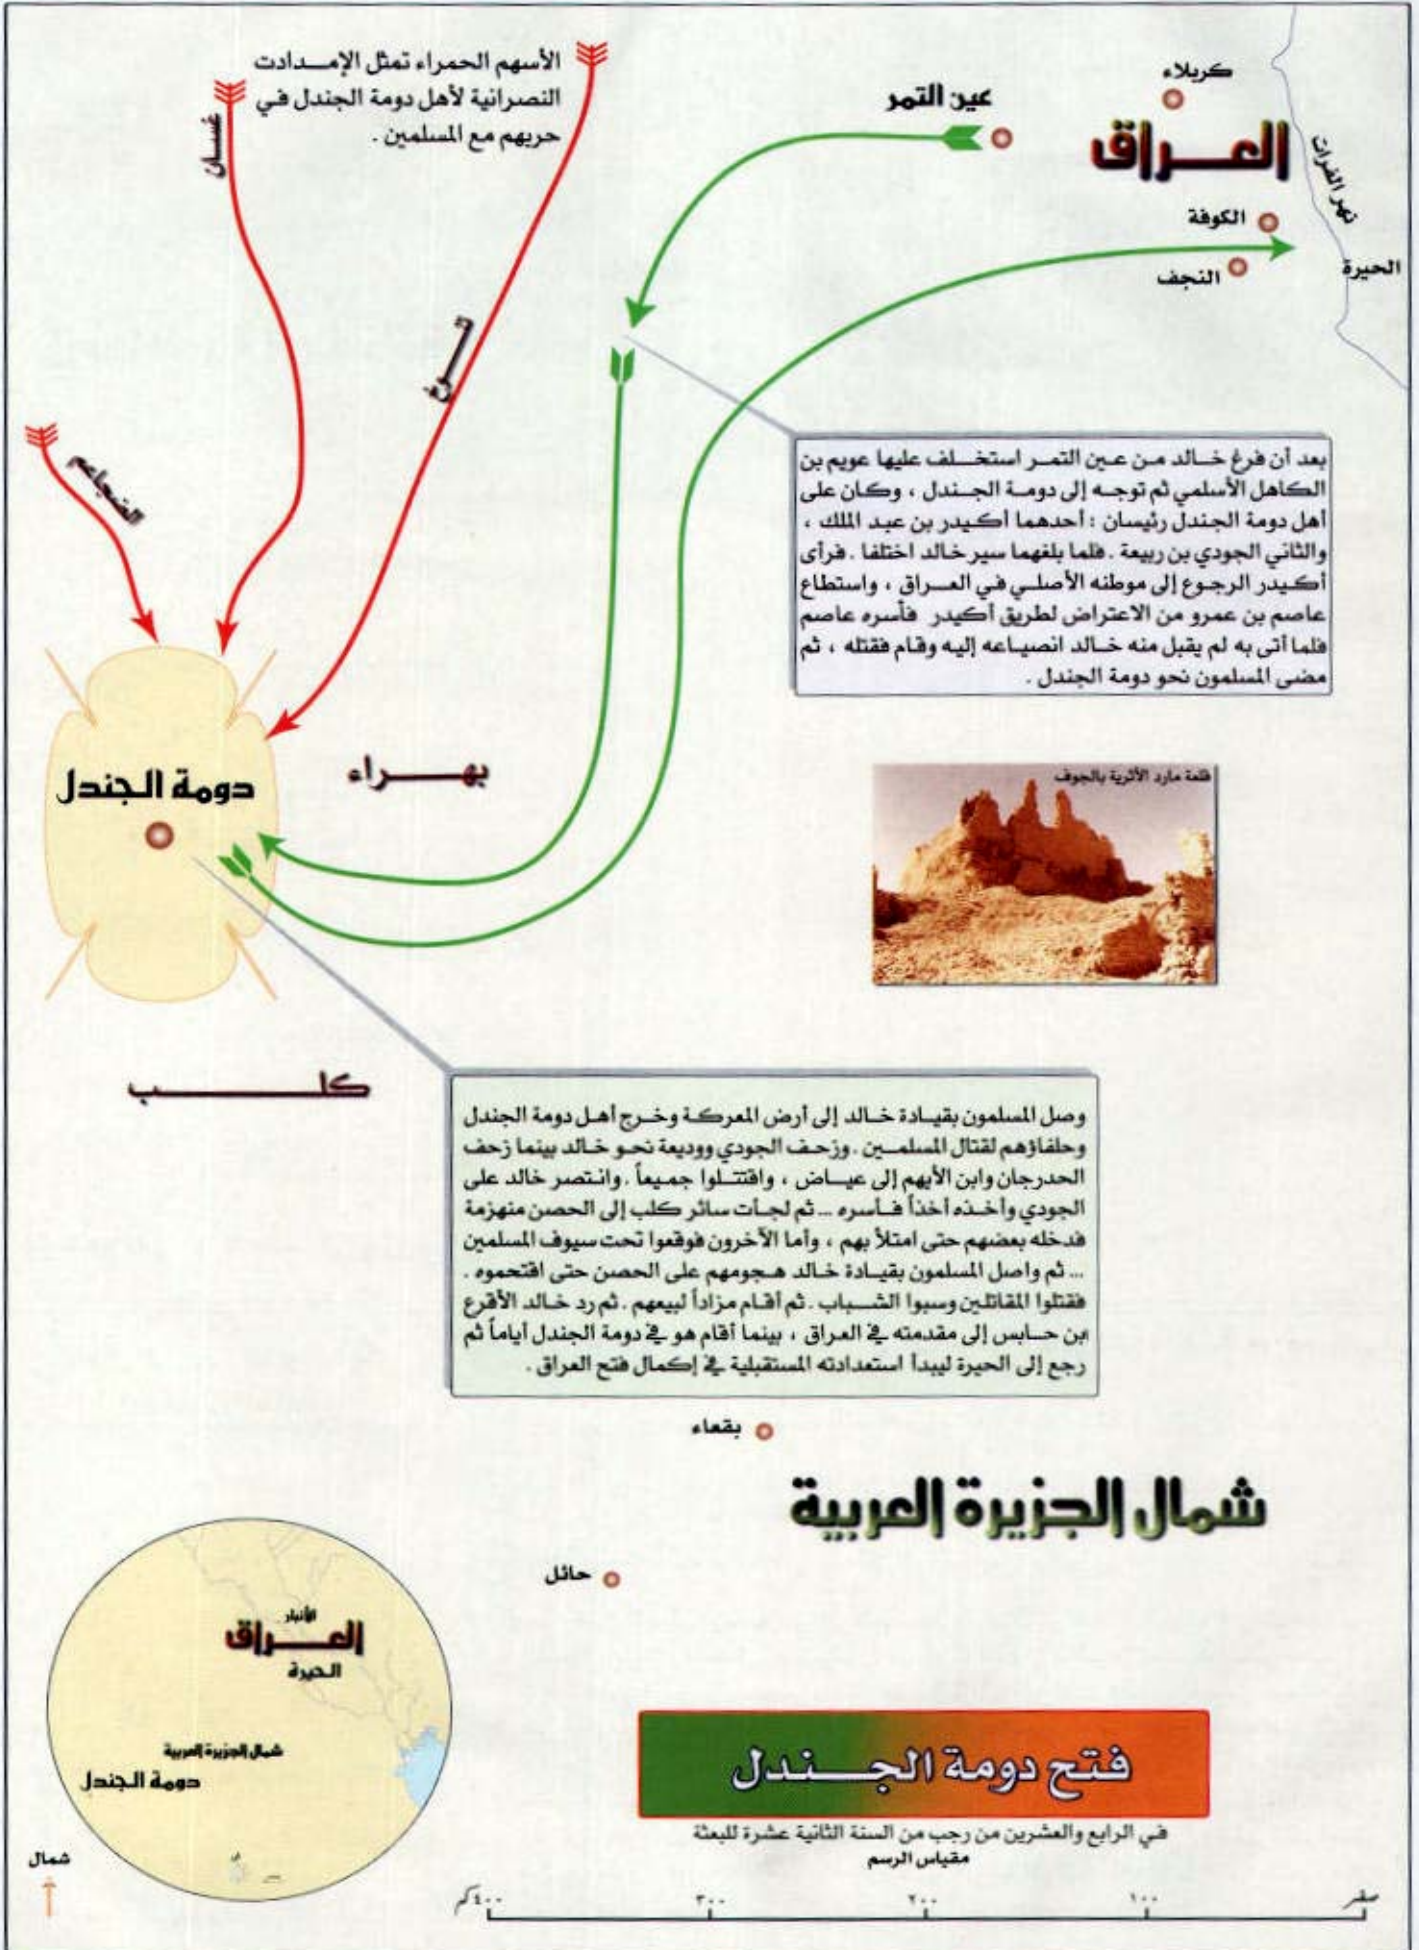 الأسهم الحمراء تمثل الإمدادت
النصرانية لأهل دومة الجندل في
حربهم مع المسلمين .
كربلاء
عين التمر
العراق
نهر الفرات
الكوفة
النجف
الحيرة
غسان
تنوخ
الضجاعم
بعد أن فرغ خالد من عين التمر استخلف عليها عويم بن
الكاهل الأسلمي ثم توجه إلى دومة الجندل ، وكان على
أهل دومة الجندل رئيسان : أحدهما أكيدر بن عبد الملك ،
والثاني الجودي بن ربيعة . فلما بلغهما سير خالد اختلفا . فرأى
أكيدر الرجوع إلى موطنه الأصلي في العراق ، واستطاع
عاصم بن عمرو من الاعتراض لطريق أكيدر فأسره عاصم
فلما أتى به لم يقبل منه خالد انصياعه إليه وقام فقتله ، ثم
مضى المسلمون نحو دومة الجندل .
بهراء
دومة الجندل
قلعة مارد الأثرية بالجوف
كلب
وصل المسلمون بقيادة خالد إلى أرض المعركة وخرج أهل دومة الجندل
وحلفاؤهم لقتال المسلمين . وزحف الجودي ووديعة نحو خالد بينما زحف
الحدرجان وابن الأيهم إلى عياض ، واقتتلوا جميعاً . وانتصر خالد على
الجودي وأخذه أخذاً فأسره ... ثم لجأت سائر كلب إلى الحصن منهزمة
فدخله بعضهم حتى امتلأ بهم ، وأما الآخرون فوقعوا تحت سيوف المسلمين
... ثم واصل المسلمون بقيادة خالد هجومهم على الحصن حتى اقتحموه .
فقتلوا المقاتلين وسبوا الشباب . ثم أقام مزاداً لبيعهم . ثم رد خالد الأقرع
ابن حابس إلى مقدمته في العراق ، بينما أقام هو في دومة الجندل أياماً ثم
رجع إلى الحيرة ليبدأ استعدادته المستقبلية في إكمال فتح العراق .
بقعاء
شمال الجزيرة العربية
حائل
الأنبار
العراق
الحيرة
شمال الجزيرة العربية
دومة الجندل
فتح دومة الجندل
في الرابع والعشرين من رجب من السنة الثانية عشرة للبعثة
مقياس الرسم
شمال
صفر ١٠٠ ٢٠٠ ٣٠٠ ٤٠٠كم